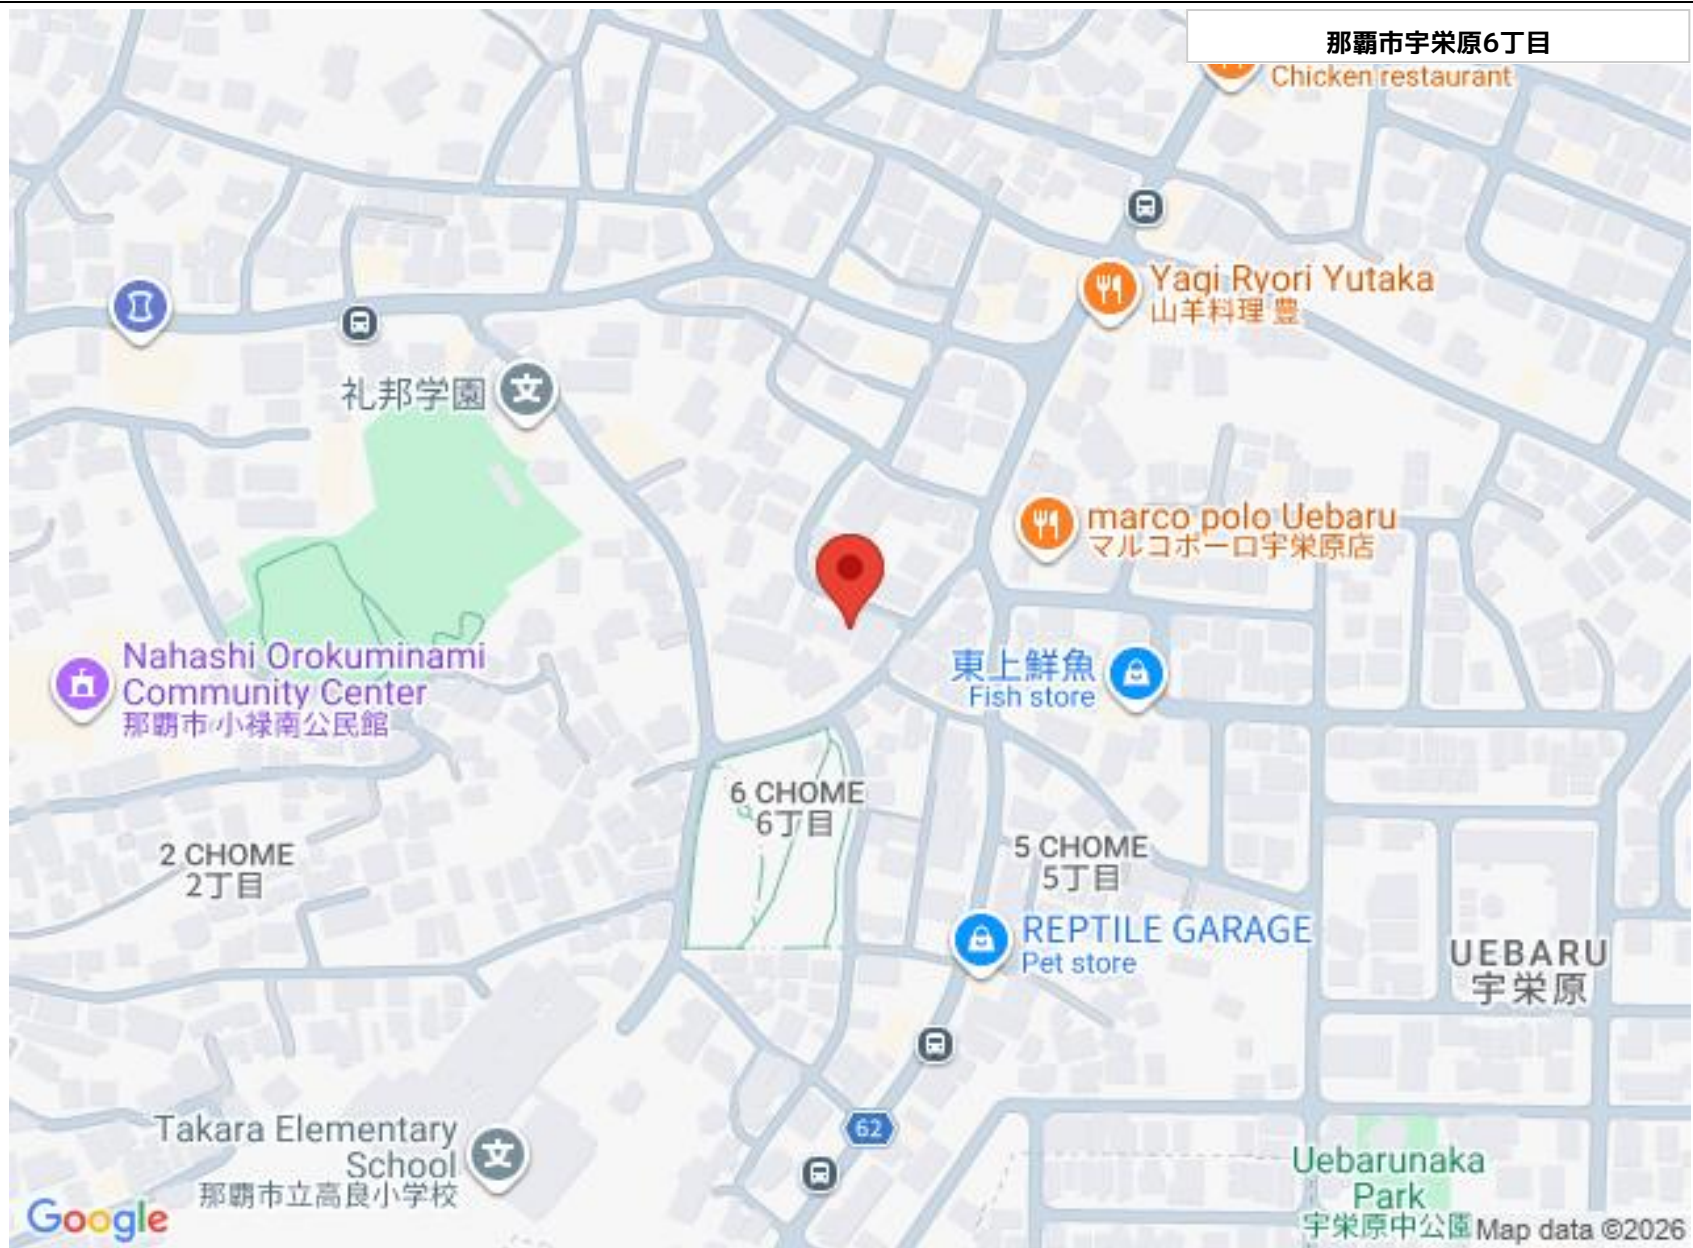 那覇市宇栄原6丁目
Chicken restaurant
Yagi Ryori Yutaka
山羊料理 豊
礼邦学園
marco polo Uebaru
マルコポーロ宇栄原店
Nahashi Orokuminami
Community Center
那覇市 小禄南公民館
東上鮮魚
Fish store
6 CHOME
6丁目
2 CHOME
2丁目
5 CHOME
5丁目
REPTILE GARAGE
Pet store
UEBARU
宇栄原
62
Takara Elementary
School
那覇市立高良小学校
Uebarunaka
Park
宇栄原中公園
Google
Map data ©2026